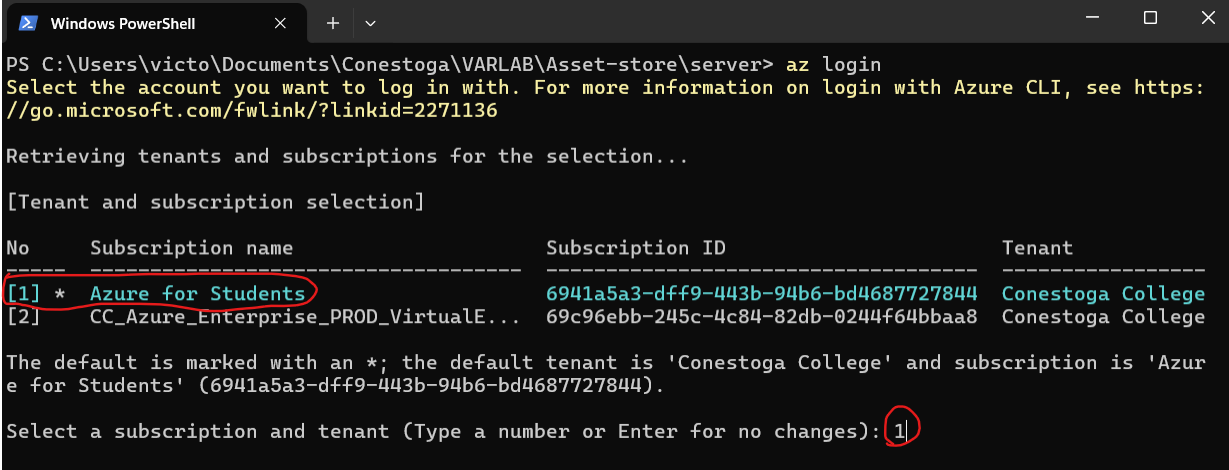 Windows PowerShell
PS C:\Users\victo\Documents\Conestoga\VARLAB\Asset-store\server> az login
Select the account you want to log in with. For more information on login with Azure CLI, see https:
//go.microsoft.com/fwlink/?linkid=2271136
Retrieving tenants and subscriptions for the selection...
[Tenant and subscription selection]
No     Subscription name                     Subscription ID                       Tenant
-----  ------------------------------------  ------------------------------------  -----------------
[1] *  Azure for Students                    6941a5a3-dff9-443b-94b6-bd4687727844  Conestoga College
[2]    CC_Azure_Enterprise_PROD_VirtualE...  69c96ebb-245c-4c84-82db-0244f64bbaa8  Conestoga College
The default is marked with an *; the default tenant is 'Conestoga College' and subscription is 'Azur
e for Students' (6941a5a3-dff9-443b-94b6-bd4687727844).
Select a subscription and tenant (Type a number or Enter for no changes): 1